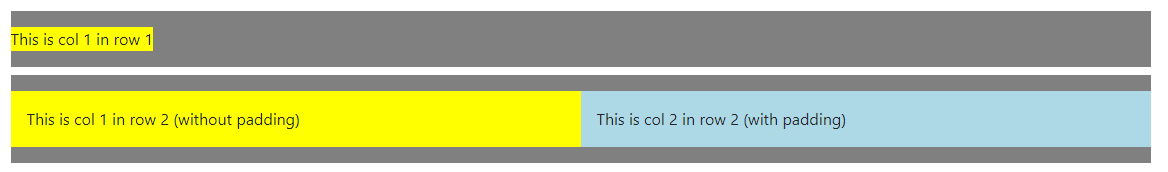 This is col 1 in row 1
This is col 1 in row 2 (without padding)
This is col 2 in row 2 (with padding)